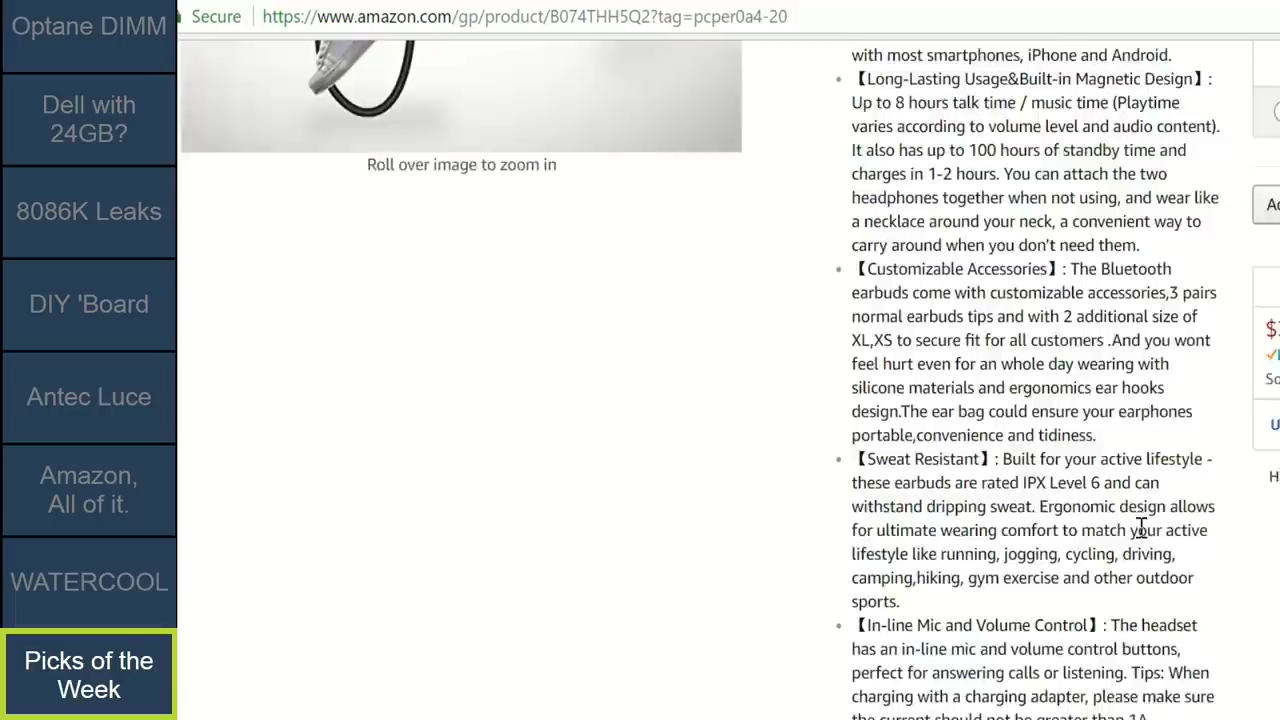 Optane DIMM
Dell with
24GB?
8086K Leaks
DIY 'Board
Antec Luce
Amazon,
All of it.
WATERCOOL
Picks of the
Week
Secure
https://www.amazon.com/gp/product/B074THH5Q2?tag=pcper0a4-20
Roll over image to zoom in
with most smartphones, iPhone and Android.
【Long-Lasting Usage&Built-in Magnetic Design】:
Up to 8 hours talk time / music time (Playtime
varies according to volume level and audio content).
It also has up to 100 hours of standby time and
charges in 1-2 hours. You can attach the two
headphones together when not using, and wear like
a necklace around your neck, a convenient way to
carry around when you don't need them.
【Customizable Accessories】: The Bluetooth
earbuds come with customizable accessories,3 pairs
normal earbuds tips and with 2 additional size of
XL,XS to secure fit for all customers .And you wont
feel hurt even for an whole day wearing with
silicone materials and ergonomics ear hooks
design.The ear bag could ensure your earphones
portable,convenience and tidiness.
【Sweat Resistant】: Built for your active lifestyle -
these earbuds are rated IPX Level 6 and can
withstand dripping sweat. Ergonomic design allows
for ultimate wearing comfort to match your active
lifestyle like running, jogging, cycling, driving,
camping,hiking, gym exercise and other outdoor
sports.
【In-line Mic and Volume Control】: The headset
has an in-line mic and volume control buttons,
perfect for answering calls or listening. Tips: When
charging with a charging adapter, please make sure
the current should not be greater than 1A